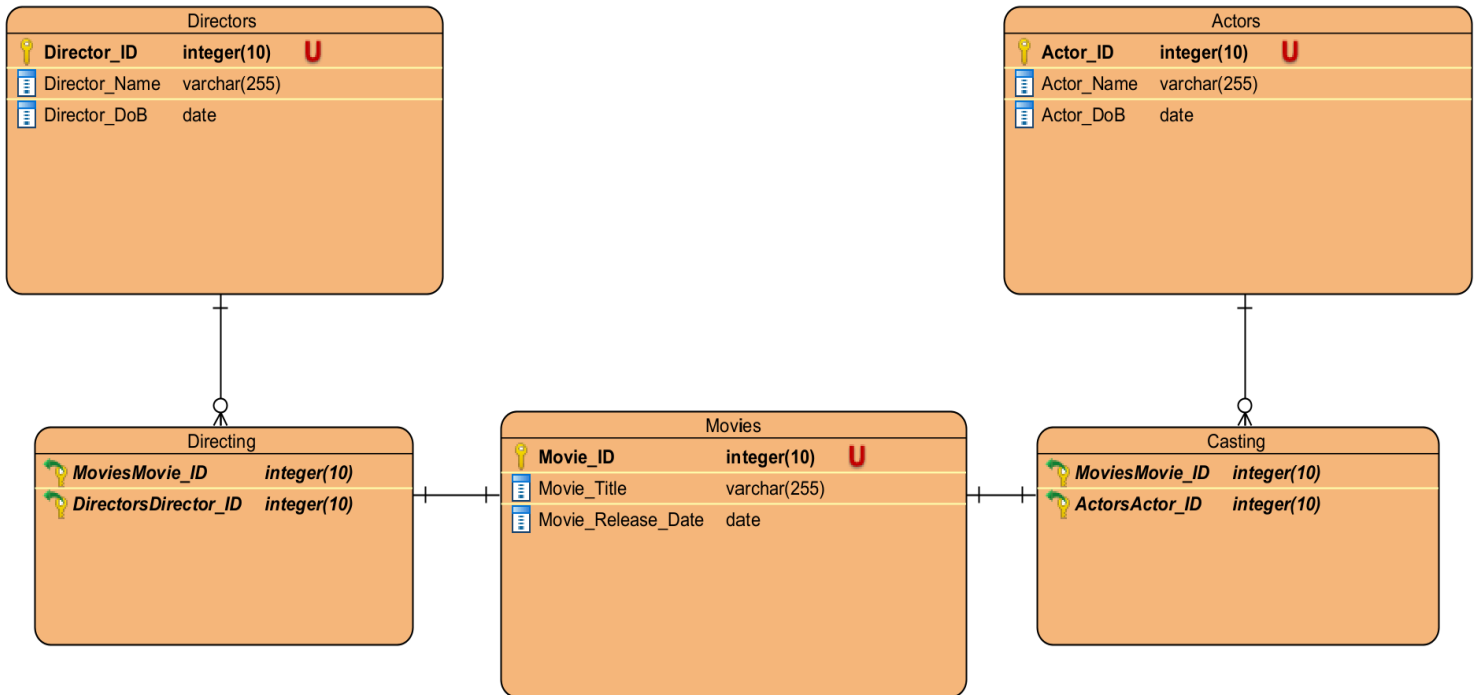 Directors
Director_ID integer(10) U
Director_Name varchar(255)
Director_DoB date
Actors
Actor_ID integer(10) U
Actor_Name varchar(255)
Actor_DoB date
Directing
MoviesMovie_ID integer(10)
DirectorsDirector_ID integer(10)
Movies
Movie_ID integer(10) U
Movie_Title varchar(255)
Movie_Release_Date date
Casting
MoviesMovie_ID integer(10)
ActorsActor_ID integer(10)